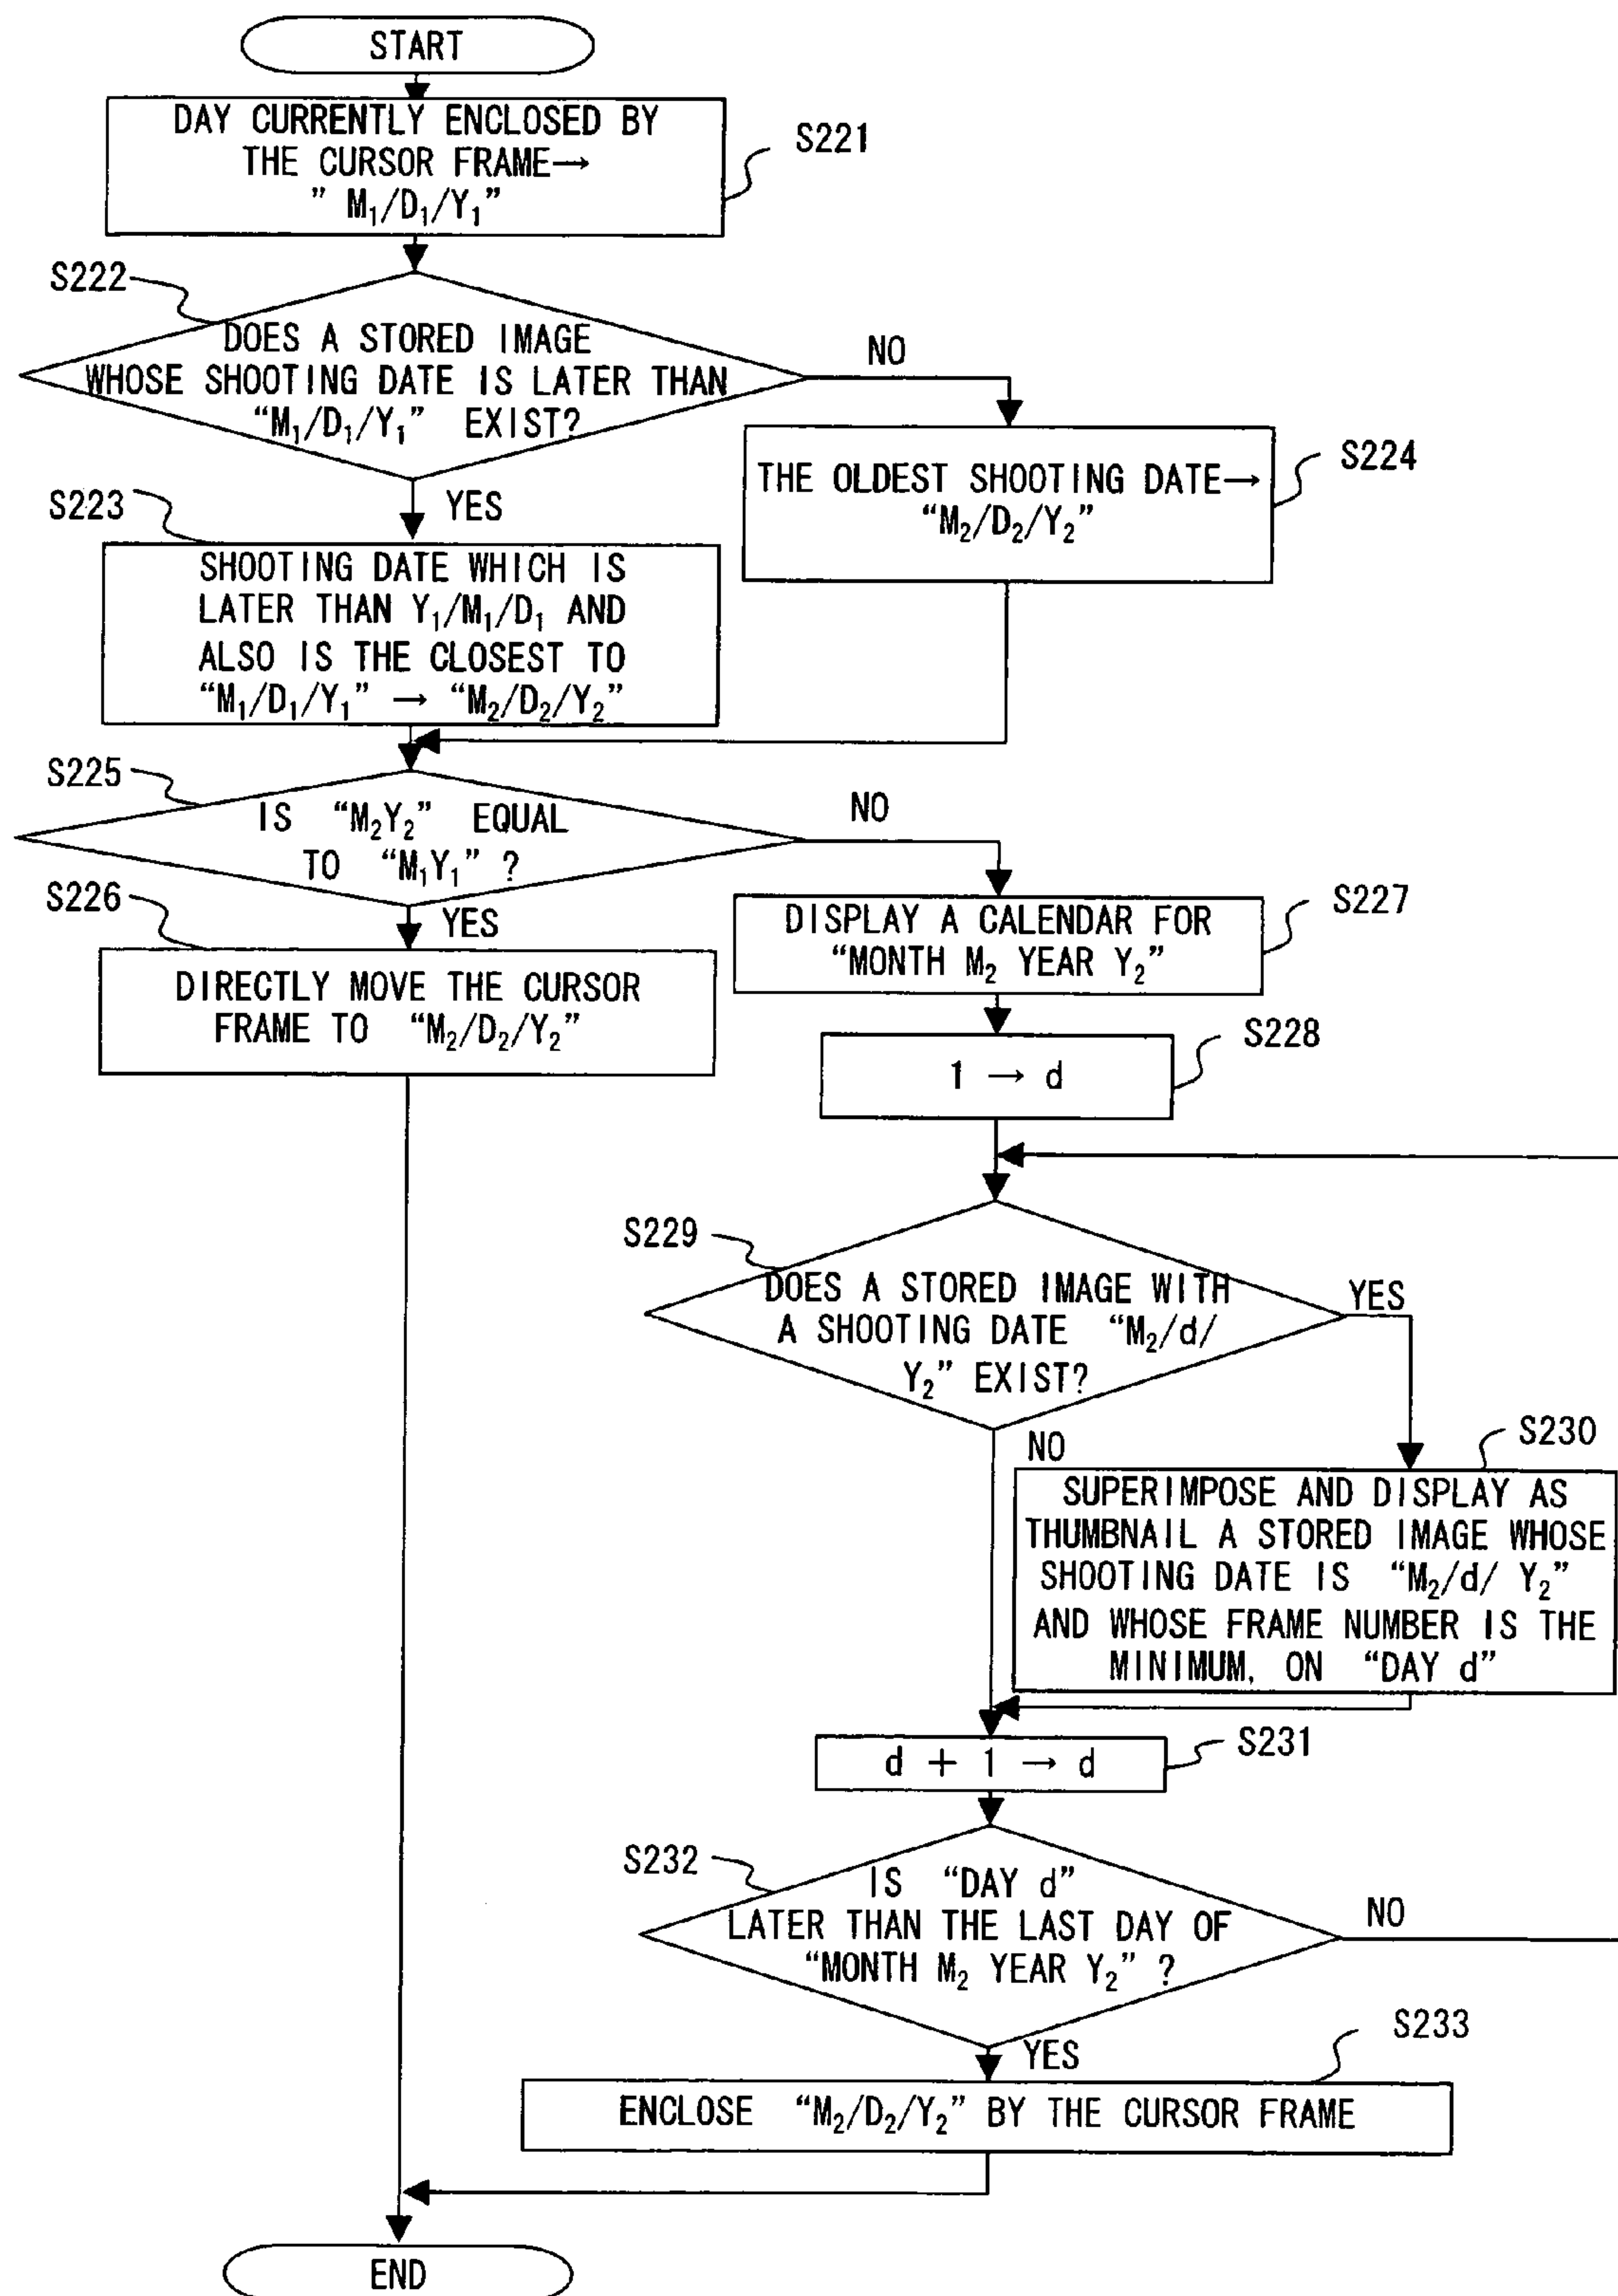 START
DAY CURRENTLY ENCLOSED BY
THE CURSOR FRAME→
” M₁/D₁/Y₁”
S221
S222
DOES A STORED IMAGE
WHOSE SHOOTING DATE IS LATER THAN
“M₁/D₁/Y₁” EXIST?
NO
YES
S224
THE OLDEST SHOOTING DATE→
“M₂/D₂/Y₂”
S223
SHOOTING DATE WHICH IS
LATER THAN Y₁/M₁/D₁ AND
ALSO IS THE CLOSEST TO
“M₁/D₁/Y₁” → “M₂/D₂/Y₂”
S225
IS “M₂Y₂” EQUAL
TO “M₁Y₁” ?
NO
YES
S226
DIRECTLY MOVE THE CURSOR
FRAME TO “M₂/D₂/Y₂”
S227
DISPLAY A CALENDAR FOR
“MONTH M₂ YEAR Y₂”
S228
1 → d
S229
DOES A STORED IMAGE WITH
A SHOOTING DATE “M₂/d/
Y₂” EXIST?
YES
NO
S230
SUPERIMPOSE AND DISPLAY AS
THUMBNAIL A STORED IMAGE WHOSE
SHOOTING DATE IS “M₂/d/ Y₂”
AND WHOSE FRAME NUMBER IS THE
MINIMUM, ON “DAY d”
S231
d + 1 → d
S232
IS “DAY d”
LATER THAN THE LAST DAY OF
“MONTH M₂ YEAR Y₂” ?
NO
YES
S233
ENCLOSE “M₂/D₂/Y₂” BY THE CURSOR FRAME
END